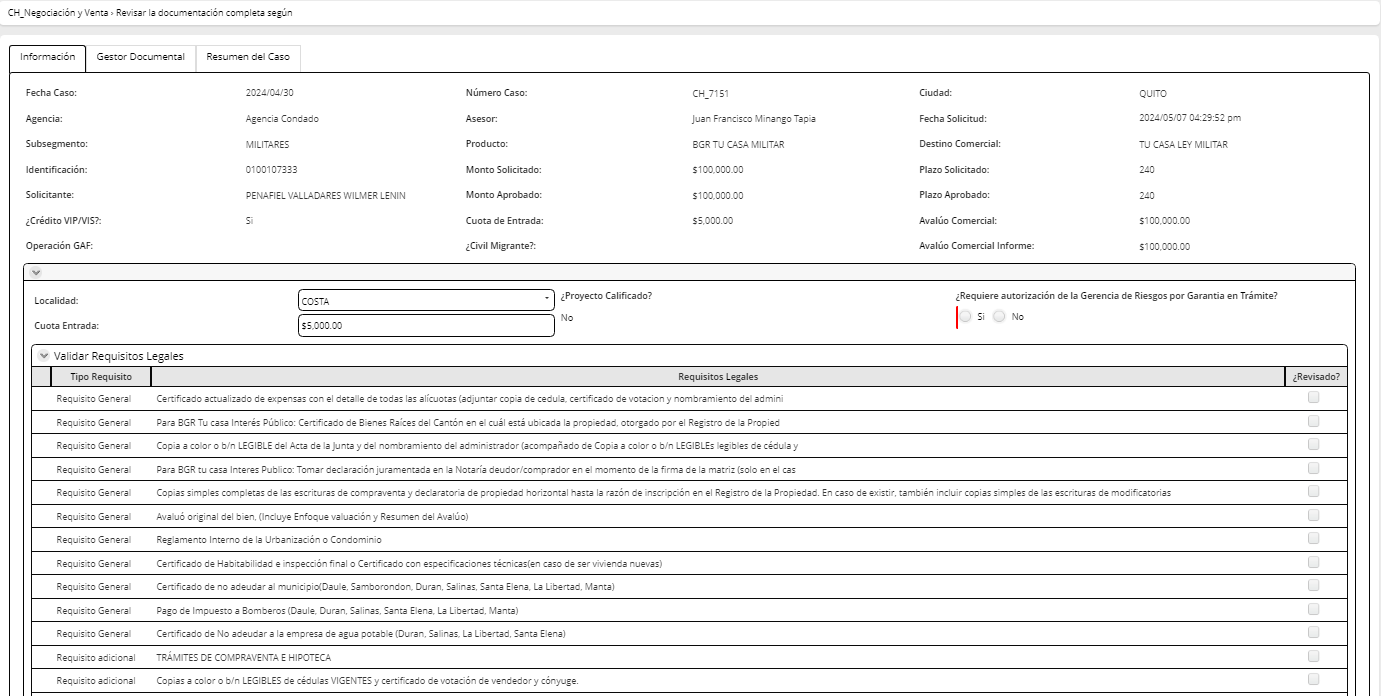 CH_Negociación y Venta › Revisar la documentación completa según
Información Gestor Documental Resumen del Caso
Fecha Caso: 2024/04/30 Número Caso: CH_7151 Ciudad: QUITO
Agencia: Agencia Condado Asesor: Juan Francisco Minango Tapia Fecha Solicitud: 2024/05/07 04:29:52 pm
Subsegmento: MILITARES Producto: BGR TU CASA MILITAR Destino Comercial: TU CASA LEY MILITAR
Identificación: 0100107333 Monto Solicitado: $100,000.00 Plazo Solicitado: 240
Solicitante: PENAFIEL VALLADARES WILMER LENIN Monto Aprobado: $100,000.00 Plazo Aprobado: 240
¿Crédito VIP/VIS?: Si Cuota de Entrada: $5,000.00 Avalúo Comercial: $100,000.00
Operación GAF: ¿Civil Migrante?: Avalúo Comercial Informe: $100,000.00
Localidad: COSTA ¿Proyecto Calificado? ¿Requiere autorización de la Gerencia de Riesgos por Garantia en Trámite?
No Si No
Cuota Entrada: $5,000.00
Validar Requisitos Legales
Tipo Requisito Requisitos Legales ¿Revisado?
Requisito General Certificado actualizado de expensas con el detalle de todas las alícuotas (adjuntar copia de cedula, certificado de votacion y nombramiento del admini
Requisito General Para BGR Tu casa Interés Público: Certificado de Bienes Raíces del Cantón en el cuál está ubicada la propiedad, otorgado por el Registro de la Propied
Requisito General Copia a color o b/n LEGIBLE del Acta de la Junta y del nombramiento del administrador (acompañado de Copia a color o b/n LEGIBLEs legibles de cédula y
Requisito General Para BGR tu casa Interes Publico: Tomar declaración juramentada en la Notaría deudor/comprador en el momento de la firma de la matriz (solo en el cas
Requisito General Copias simples completas de las escrituras de compraventa y declaratoria de propiedad horizontal hasta la razón de inscripción en el Registro de la Propiedad. En caso de existir, también incluir copias simples de las escrituras de modificatorias
Requisito General Avaluó original del bien, (Incluye Enfoque valuación y Resumen del Avalúo)
Requisito General Reglamento Interno de la Urbanización o Condominio
Requisito General Certificado de Habitabilidad e inspección final o Certificado con especificaciones técnicas(en caso de ser vivienda nuevas)
Requisito General Certificado de no adeudar al municipio(Daule, Samborondon, Duran, Salinas, Santa Elena, La Libertad, Manta)
Requisito General Pago de Impuesto a Bomberos (Daule, Duran, Salinas, Santa Elena, La Libertad, Manta)
Requisito General Certificado de No adeudar a la empresa de agua potable (Duran, Salinas, La Libertad, Santa Elena)
Requisito adicional TRÁMITES DE COMPRAVENTA E HIPOTECA
Requisito adicional Copias a color o b/n LEGIBLES de cédulas VIGENTES y certificado de votación de vendedor y cónyuge.